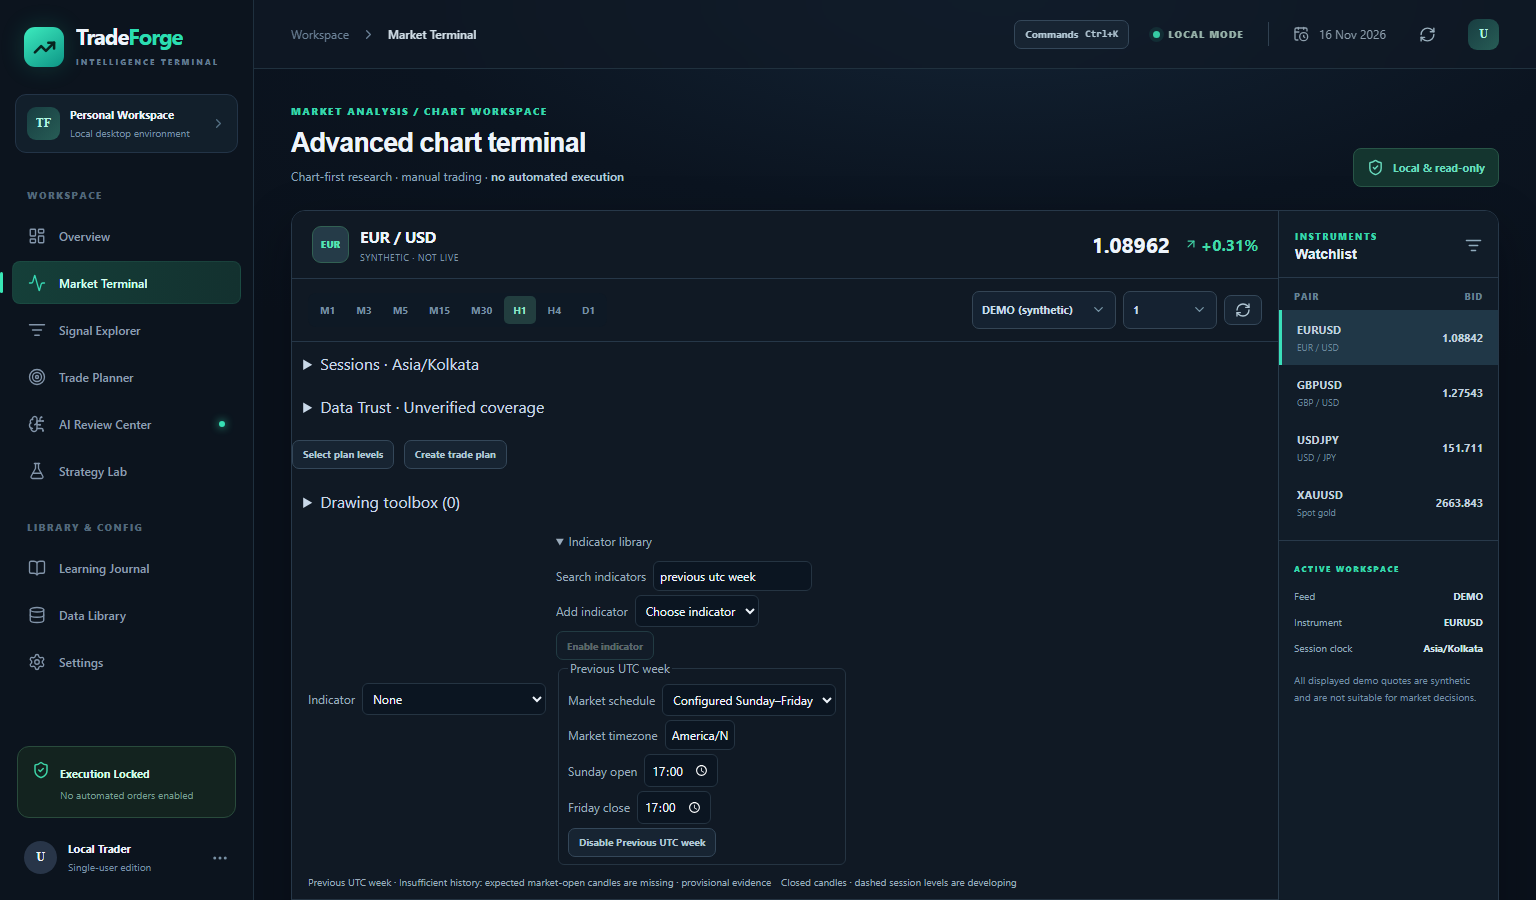 TradeForge
INTELLIGENCE TERMINAL
TF
Personal Workspace
Local desktop environment
WORKSPACE
Overview
Market Terminal
Signal Explorer
Trade Planner
AI Review Center
Strategy Lab
LIBRARY & CONFIG
Learning Journal
Data Library
Settings
Execution Locked
No automated orders enabled
U
Local Trader
Single-user edition
Workspace
Market Terminal
Commands Ctrl+K
LOCAL MODE
16 Nov 2026
U
MARKET ANALYSIS / CHART WORKSPACE
Advanced chart terminal
Chart-first research · manual trading · no automated execution
Local & read-only
EUR
EUR / USD
SYNTHETIC · NOT LIVE
1.08962
+0.31%
M1 M3 M5 M15 M30 H1 H4 D1
DEMO (synthetic)
1
Sessions · Asia/Kolkata
Data Trust · Unverified coverage
Select plan levels
Create trade plan
Drawing toolbox (0)
Indicator None
Indicator library
Search indicators previous utc week
Add indicator Choose indicator
Enable indicator
Previous UTC week
Market schedule Configured Sunday–Friday
Market timezone America/N
Sunday open 17:00
Friday close 17:00
Disable Previous UTC week
Previous UTC week · Insufficient history: expected market-open candles are missing · provisional evidence Closed candles · dashed session levels are developing
INSTRUMENTS
Watchlist
PAIR BID
EURUSD
EUR / USD
1.08842
GBPUSD
GBP / USD
1.27543
USDJPY
USD / JPY
151.711
XAUUSD
Spot gold
2663.843
ACTIVE WORKSPACE
Feed DEMO
Instrument EURUSD
Session clock Asia/Kolkata
All displayed demo quotes are synthetic
and are not suitable for market decisions.